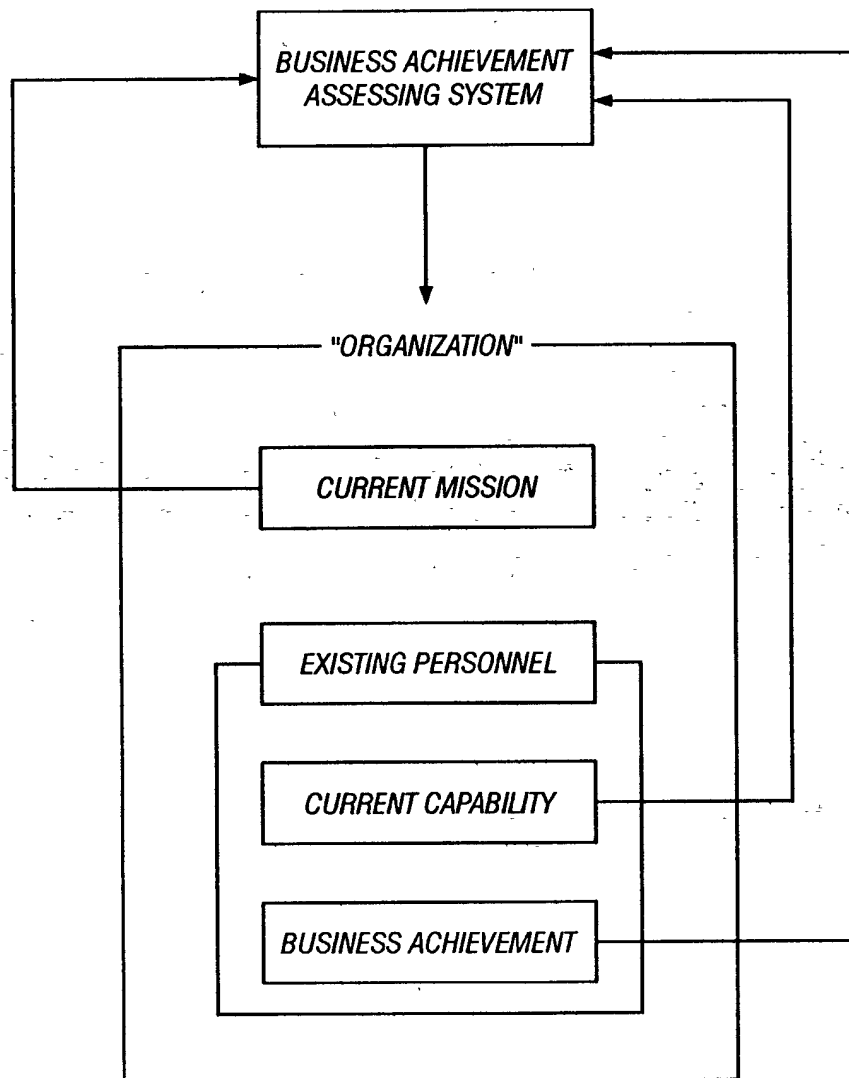 BUSINESS ACHIEVEMENT
ASSESSING SYSTEM
"ORGANIZATION"
CURRENT MISSION
EXISTING PERSONNEL
CURRENT CAPABILITY
BUSINESS ACHIEVEMENT